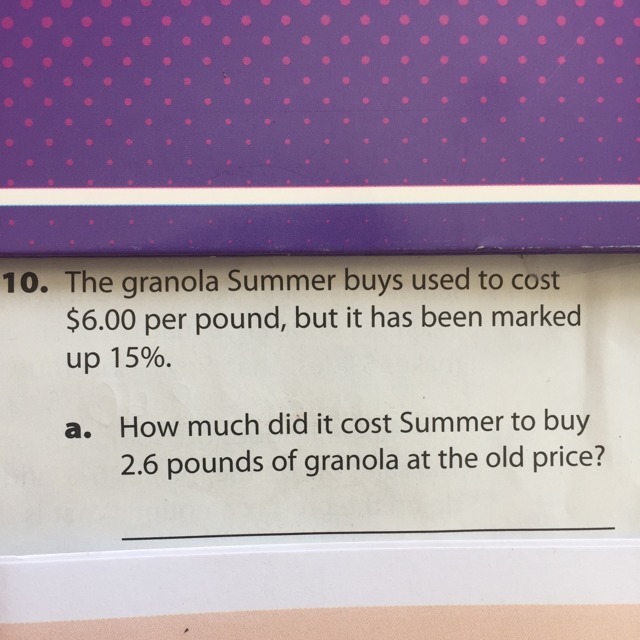 10. The granola Summer buys used to cost
$6.00 per pound, but it has been marked
up 15%.
a. How much did it cost Summer to buy
2.6 pounds of granola at the old price?